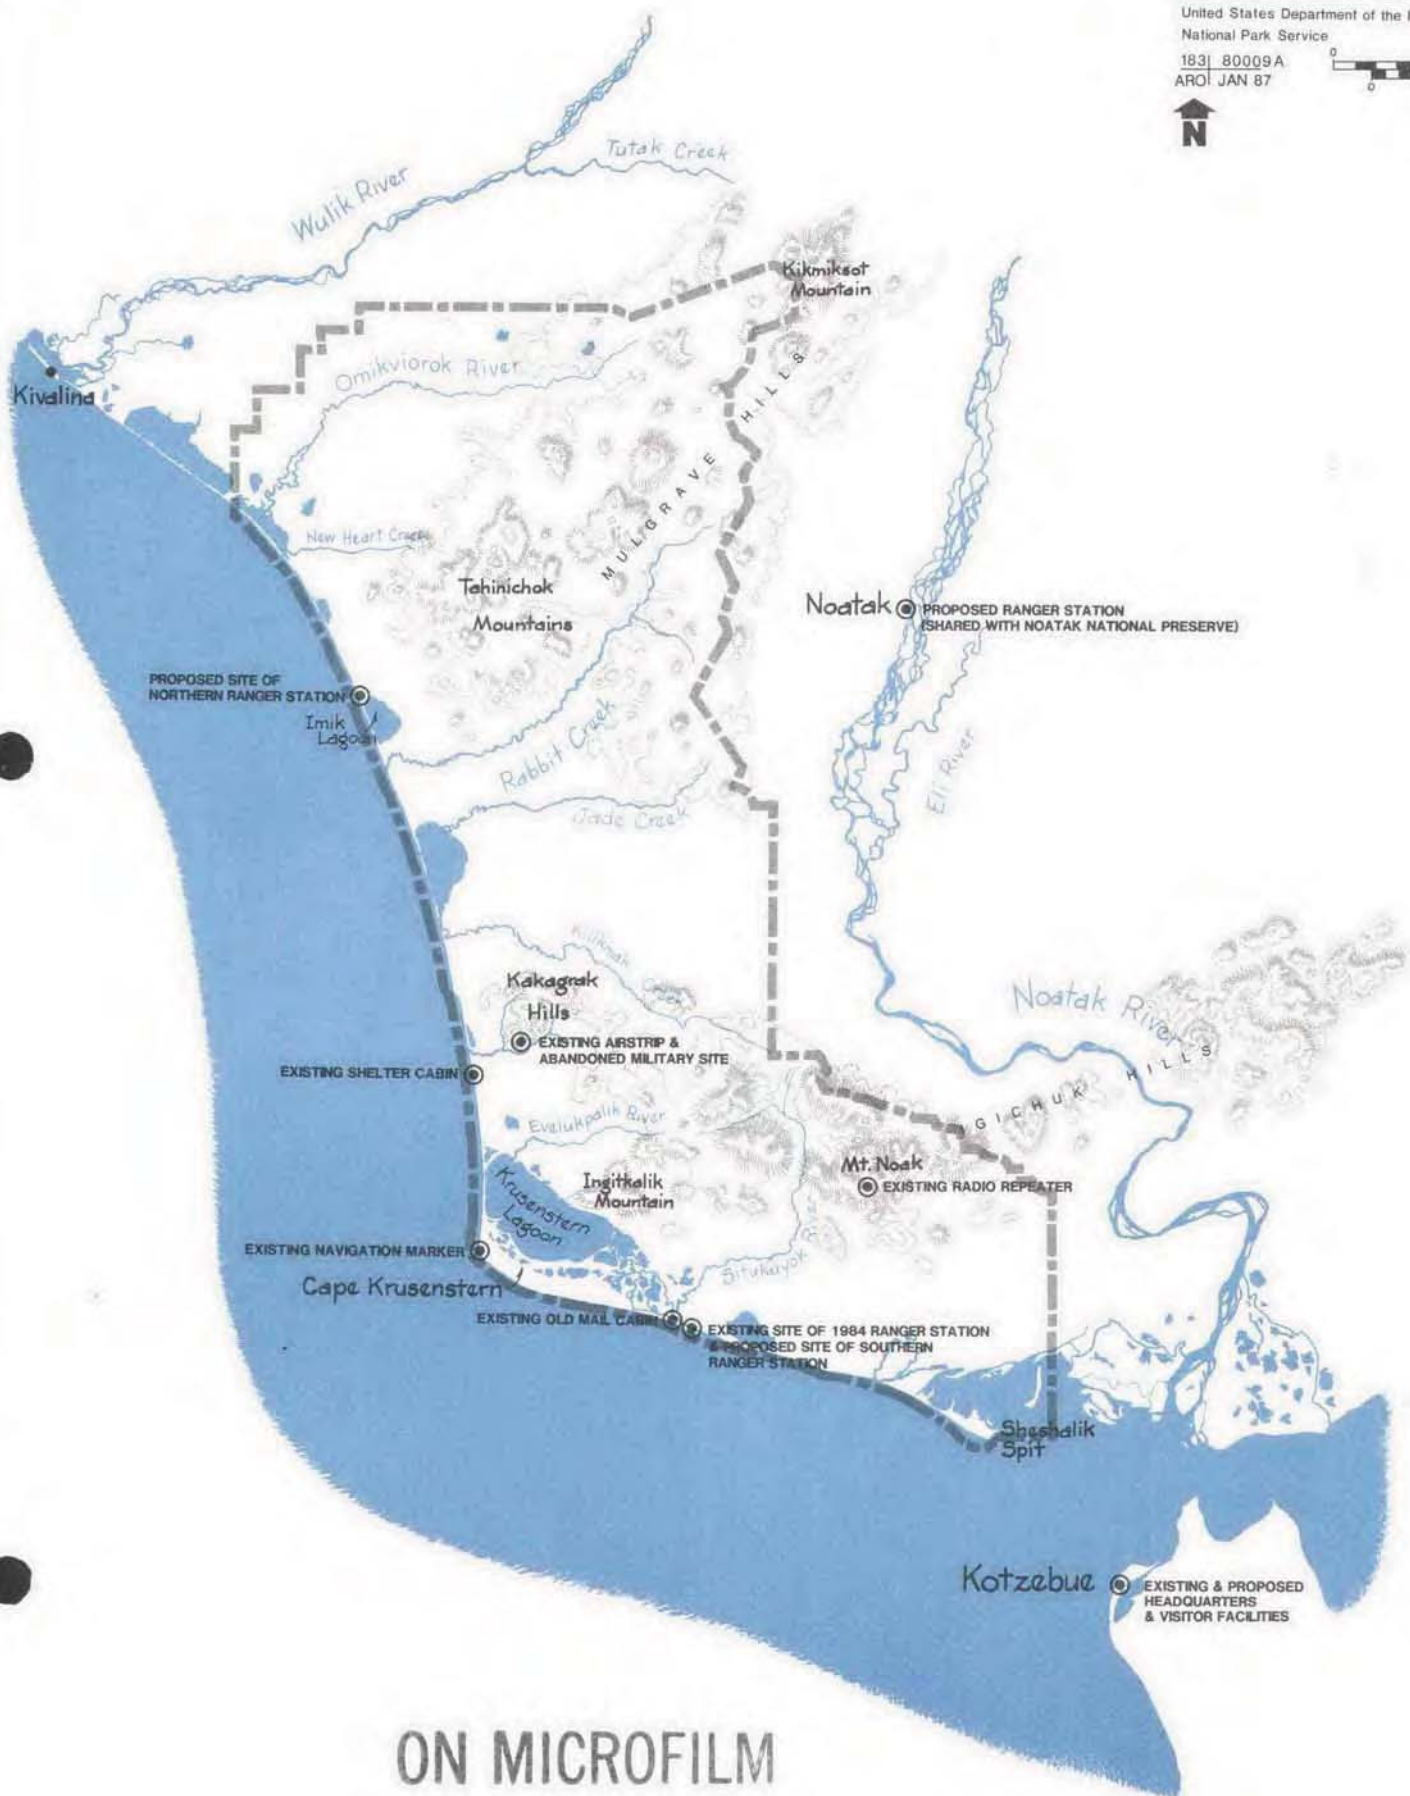 United States Department of the
National Park Service
183 80009A
ARO JAN 87
0
0
N
Tutak Creek
Wulik River
Kikmiksot
Mountain
Omikviorok River
Kivalina
MULGRAVE HILLS
New Heart Creek
Tahinichok
Mountains
Noatak
PROPOSED RANGER STATION
(SHARED WITH NOATAK NATIONAL PRESERVE)
PROPOSED SITE OF
NORTHERN RANGER STATION
Imik
Lagoon
Rabbit Creek
Eli River
Jade Creek
Kilikmak Creek
Kakagrak
Hills
Noatak River
EXISTING AIRSTRIP &
ABANDONED MILITARY SITE
EXISTING SHELTER CABIN
IGICHUK HILLS
Evelukpalik River
Mt. Noak
EXISTING RADIO REPEATER
Ingitkalik
Mountain
Krusenstern
Lagoon
EXISTING NAVIGATION MARKER
Situkuyok
Cape Krusenstern
EXISTING OLD MAIL CABIN
EXISTING SITE OF 1984 RANGER STATION
& PROPOSED SITE OF SOUTHERN
RANGER STATION
Sheshalik
Spit
Kotzebue
EXISTING & PROPOSED
HEADQUARTERS
& VISITOR FACILITIES
ON MICROFILM